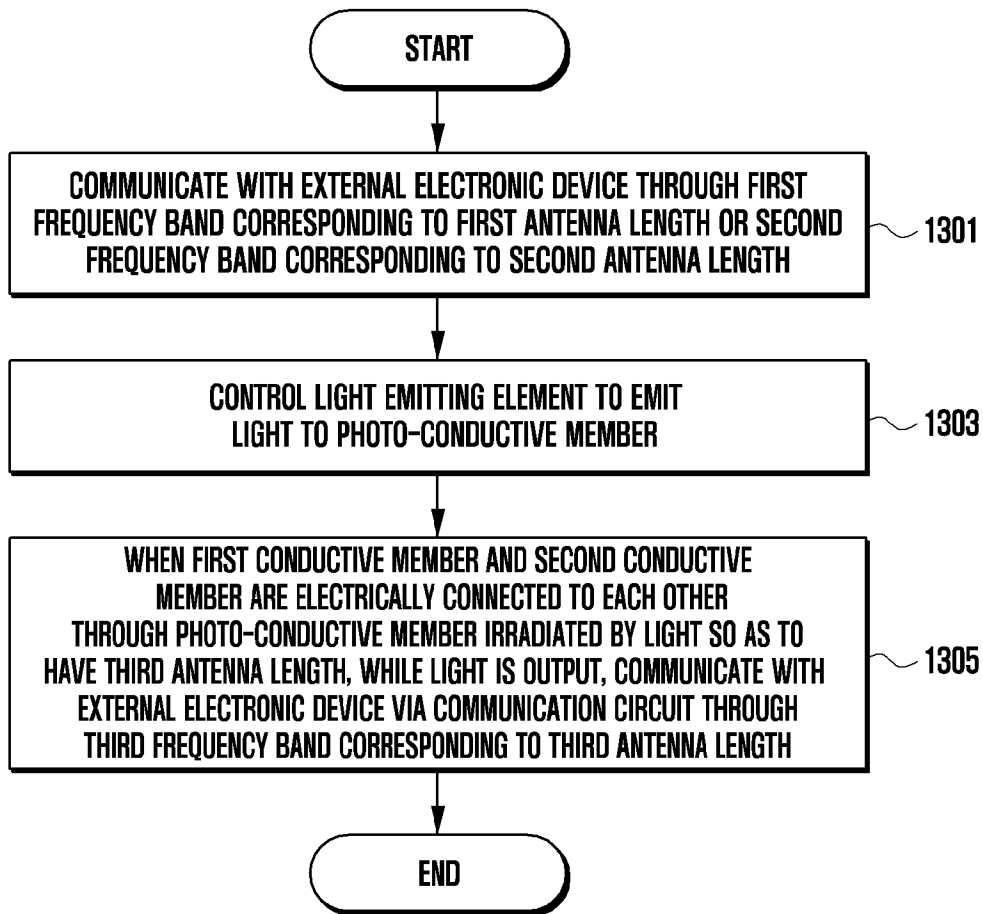 START
COMMUNICATE WITH EXTERNAL ELECTRONIC DEVICE THROUGH FIRST
FREQUENCY BAND CORRESPONDING TO FIRST ANTENNA LENGTH OR SECOND
FREQUENCY BAND CORRESPONDING TO SECOND ANTENNA LENGTH
1301
CONTROL LIGHT EMITTING ELEMENT TO EMIT
LIGHT TO PHOTO-CONDUCTIVE MEMBER
1303
WHEN FIRST CONDUCTIVE MEMBER AND SECOND CONDUCTIVE
MEMBER ARE ELECTRICALLY CONNECTED TO EACH OTHER
THROUGH PHOTO-CONDUCTIVE MEMBER IRRADIATED BY LIGHT SO AS TO
HAVE THIRD ANTENNA LENGTH, WHILE LIGHT IS OUTPUT, COMMUNICATE WITH
EXTERNAL ELECTRONIC DEVICE VIA COMMUNICATION CIRCUIT THROUGH
THIRD FREQUENCY BAND CORRESPONDING TO THIRD ANTENNA LENGTH
1305
END